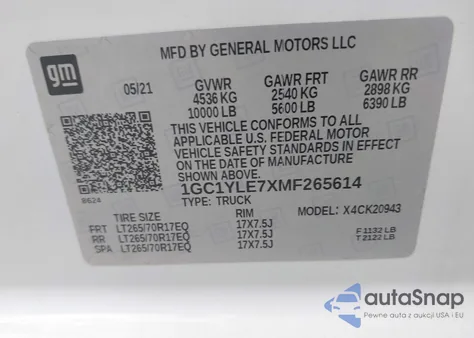 gm
MFD BY GENERAL MOTORS LLC
05/21 GVWR GAWR FRT GAWR RR
4536 KG 2540 KG 2898 KG
10000 LB 5600 LB 6390 LB
THIS VEHICLE CONFORMS TO ALL
APPLICABLE U.S. FEDERAL MOTOR
VEHICLE SAFETY STANDARDS IN EFFECT
ON THE DATE OF MANUFACTURE
SHOWN ABOVE.
8624 1GC1YLE7XMF265614
TYPE: TRUCK MODEL: X4CK20943
TIRE SIZE RIM
FRT LT265/70R17EQ 17X7.5J F 1132 LB
RR LT265/70R17EQ 17X7.5J T 2122 LB
SPA LT265/70R17EQ 17X7.5J
autoSnap
Pewne auta z aukcji USA i EU